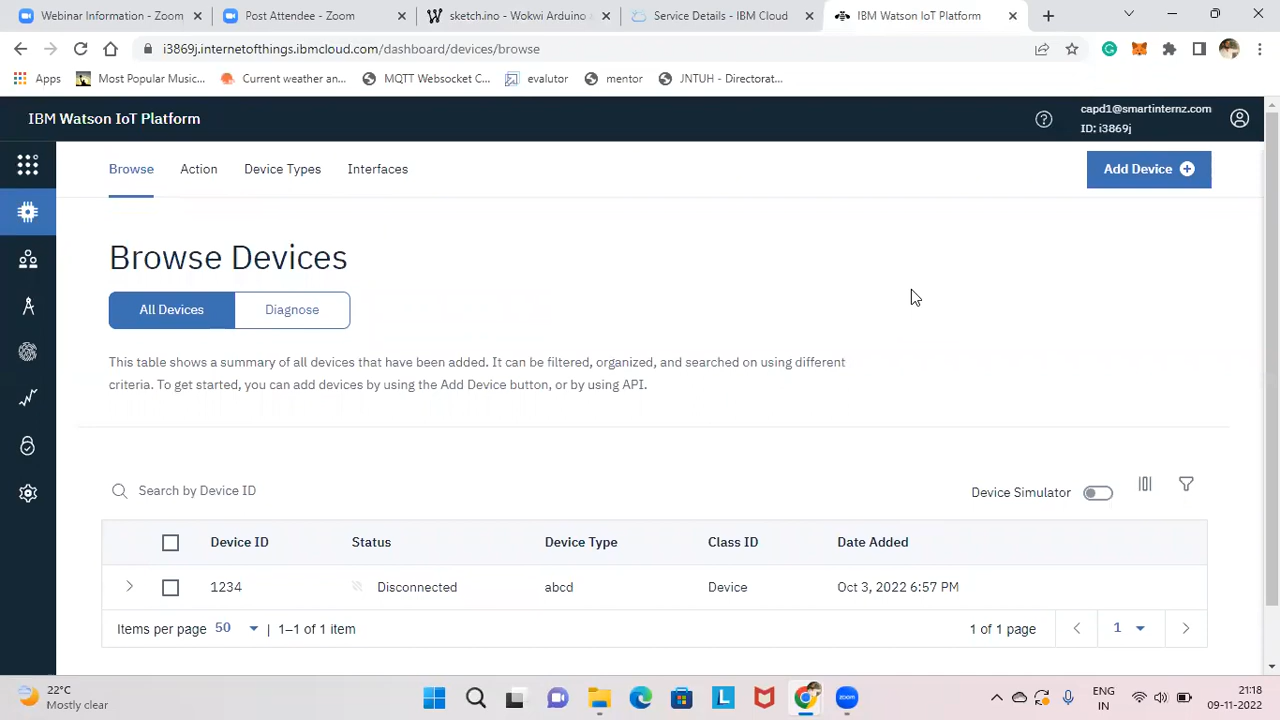 Webinar Information - Zoom
Post Attendee - Zoom
sketch.ino - Wokwi Arduino a
Service Details - IBM Cloud
IBM Watson IoT Platform
i3869j.internetofthings.ibmcloud.com/dashboard/devices/browse
Apps
Most Popular Music...
Current weather an...
MQTT Websocket C...
evalutor
mentor
JNTUH - Directorat...
IBM Watson IoT Platform
capd1@smartinternz.com
ID: i3869j
Browse
Action
Device Types
Interfaces
Add Device
Browse Devices
All Devices
Diagnose
This table shows a summary of all devices that have been added. It can be filtered, organized, and searched on using different
criteria. To get started, you can add devices by using the Add Device button, or by using API.
Search by Device ID
Device Simulator
Device ID Status Device Type Class ID Date Added
1234 Disconnected abcd Device Oct 3, 2022 6:57 PM
Items per page 50 | 1–1 of 1 item
1 of 1 page
1
22°C
Mostly clear
zoom
ENG
IN
21:18
09-11-2022